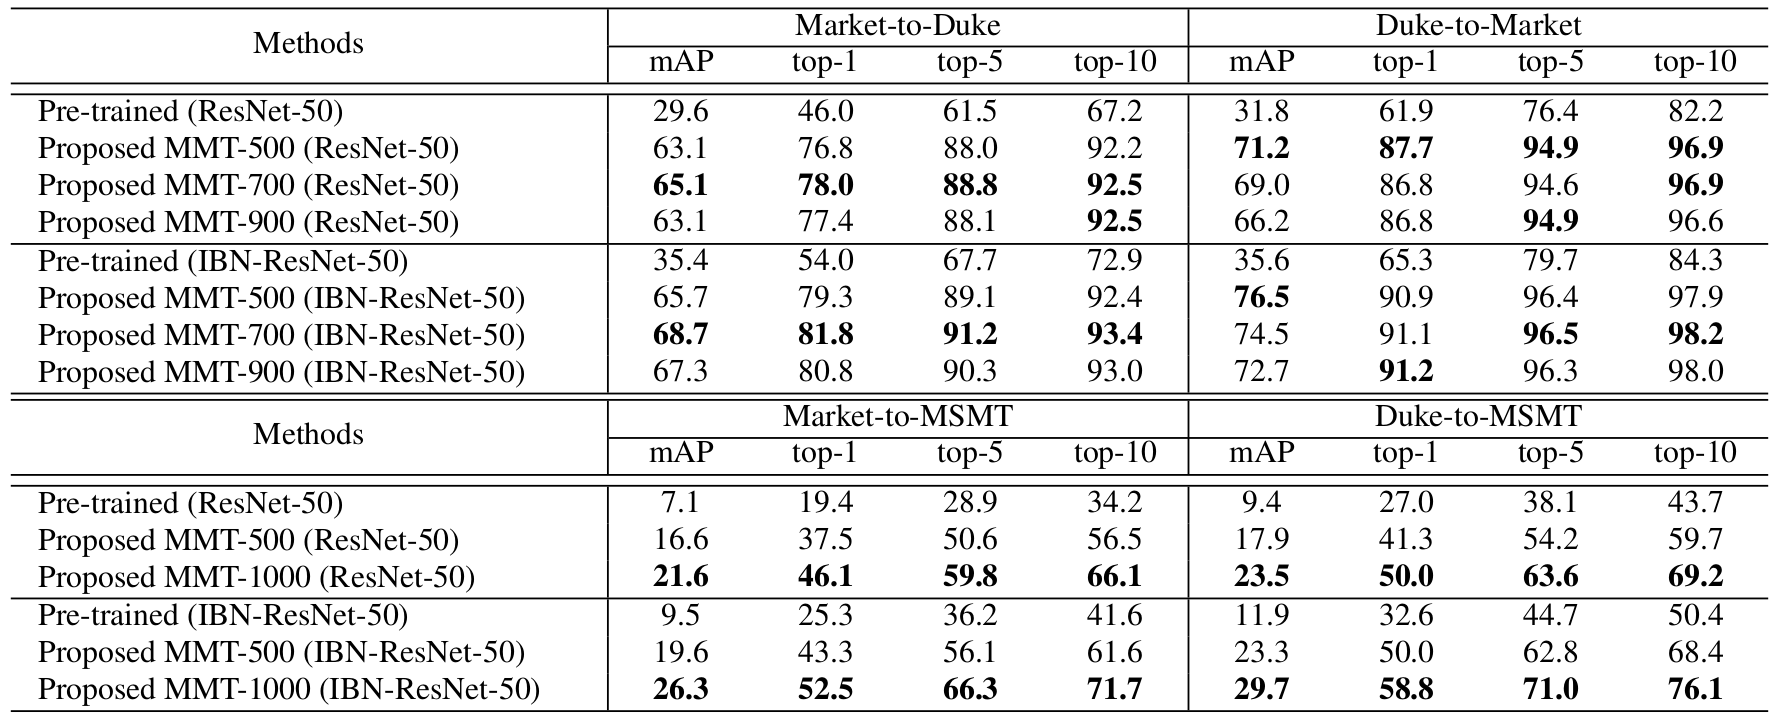 Methods Market-to-Duke Duke-to-Market
mAP top-1 top-5 top-10 mAP top-1 top-5 top-10
Pre-trained (ResNet-50) 29.6 46.0 61.5 67.2 31.8 61.9 76.4 82.2
Proposed MMT-500 (ResNet-50) 63.1 76.8 88.0 92.2 71.2 87.7 94.9 96.9
Proposed MMT-700 (ResNet-50) 65.1 78.0 88.8 92.5 69.0 86.8 94.6 96.9
Proposed MMT-900 (ResNet-50) 63.1 77.4 88.1 92.5 66.2 86.8 94.9 96.6
Pre-trained (IBN-ResNet-50) 35.4 54.0 67.7 72.9 35.6 65.3 79.7 84.3
Proposed MMT-500 (IBN-ResNet-50) 65.7 79.3 89.1 92.4 76.5 90.9 96.4 97.9
Proposed MMT-700 (IBN-ResNet-50) 68.7 81.8 91.2 93.4 74.5 91.1 96.5 98.2
Proposed MMT-900 (IBN-ResNet-50) 67.3 80.8 90.3 93.0 72.7 91.2 96.3 98.0
Methods Market-to-MSMT Duke-to-MSMT
mAP top-1 top-5 top-10 mAP top-1 top-5 top-10
Pre-trained (ResNet-50) 7.1 19.4 28.9 34.2 9.4 27.0 38.1 43.7
Proposed MMT-500 (ResNet-50) 16.6 37.5 50.6 56.5 17.9 41.3 54.2 59.7
Proposed MMT-1000 (ResNet-50) 21.6 46.1 59.8 66.1 23.5 50.0 63.6 69.2
Pre-trained (IBN-ResNet-50) 9.5 25.3 36.2 41.6 11.9 32.6 44.7 50.4
Proposed MMT-500 (IBN-ResNet-50) 19.6 43.3 56.1 61.6 23.3 50.0 62.8 68.4
Proposed MMT-1000 (IBN-ResNet-50) 26.3 52.5 66.3 71.7 29.7 58.8 71.0 76.1